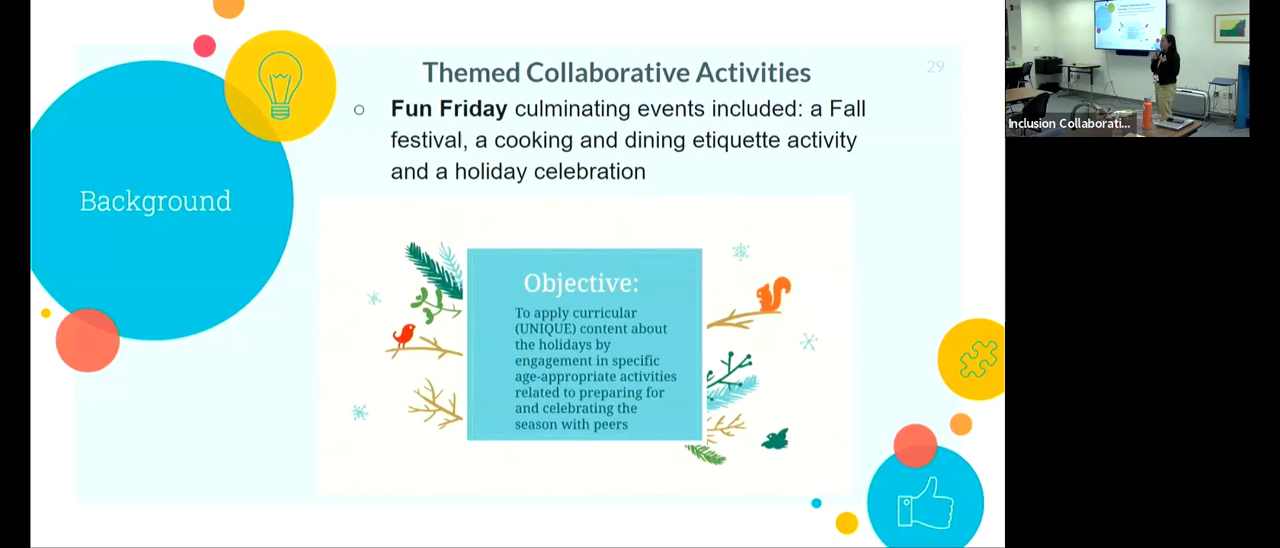 Themed Collaborative Activities
29
Fun Friday culminating events included: a Fall
festival, a cooking and dining etiquette activity
and a holiday celebration
Background
Objective:
To apply curricular
(UNIQUE) content about
the holidays by
engagement in specific
age-appropriate activities
related to preparing for
and celebrating the
season with peers
Inclusion Collaborati...